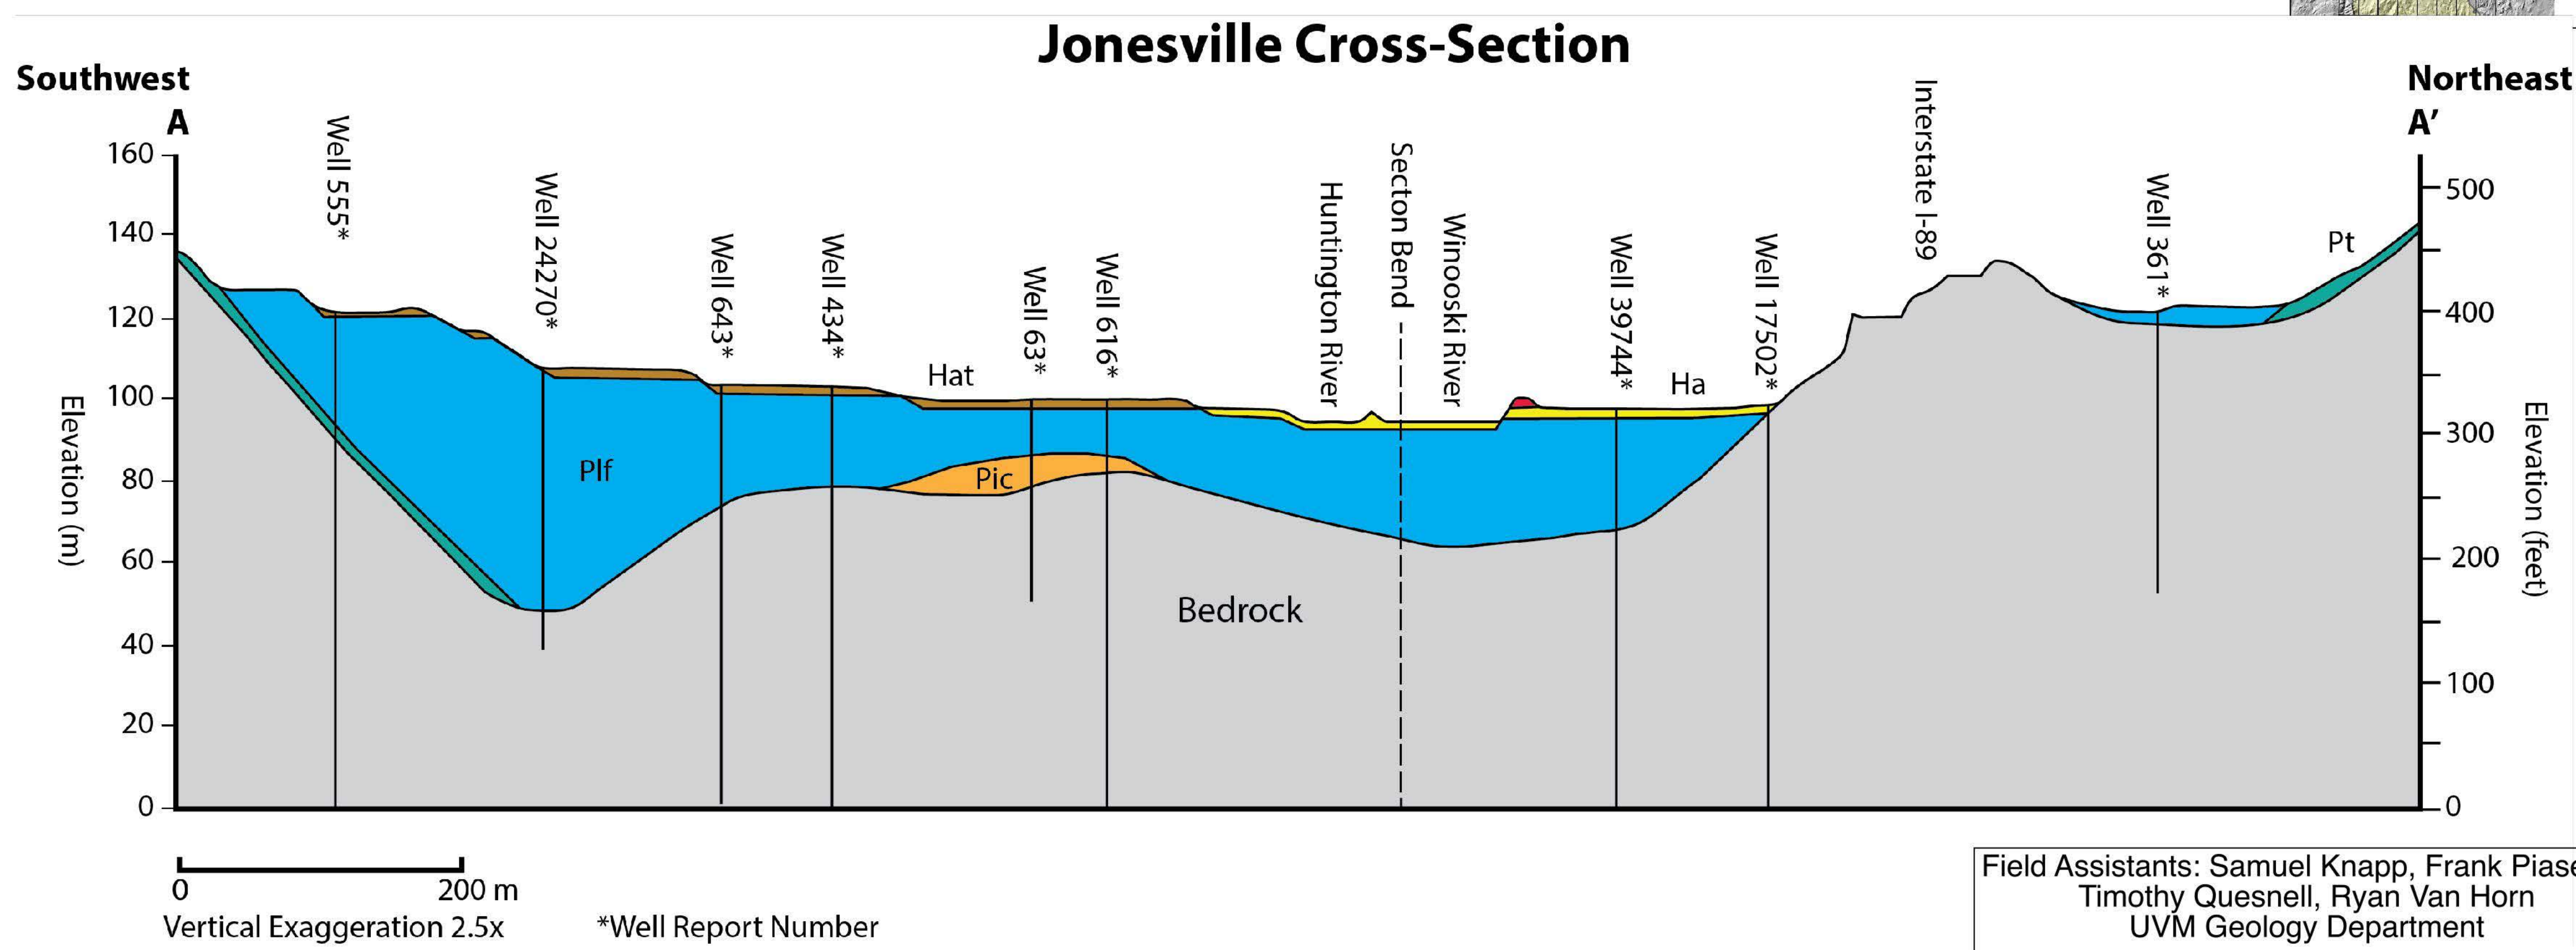 Jonesville Cross-Section
Southwest
A
Northeast
A’
Well 555*
Well 24270*
Well 643*
Well 434*
Well 63*
Well 616*
Huntington River
Secton Bend
Winooski River
Well 39744*
Well 17502*
Interstate I-89
Well 361*
160
140
120
100
80
60
40
20
0
Elevation (m)
500
400
300
200
100
0
Elevation (feet)
Hat
Ha
Pt
Plf
Pic
Bedrock
0 200 m
Vertical Exaggeration 2.5x
*Well Report Number
Field Assistants: Samuel Knapp, Frank
Timothy Quesnell, Ryan Van Horn
UVM Geology Department